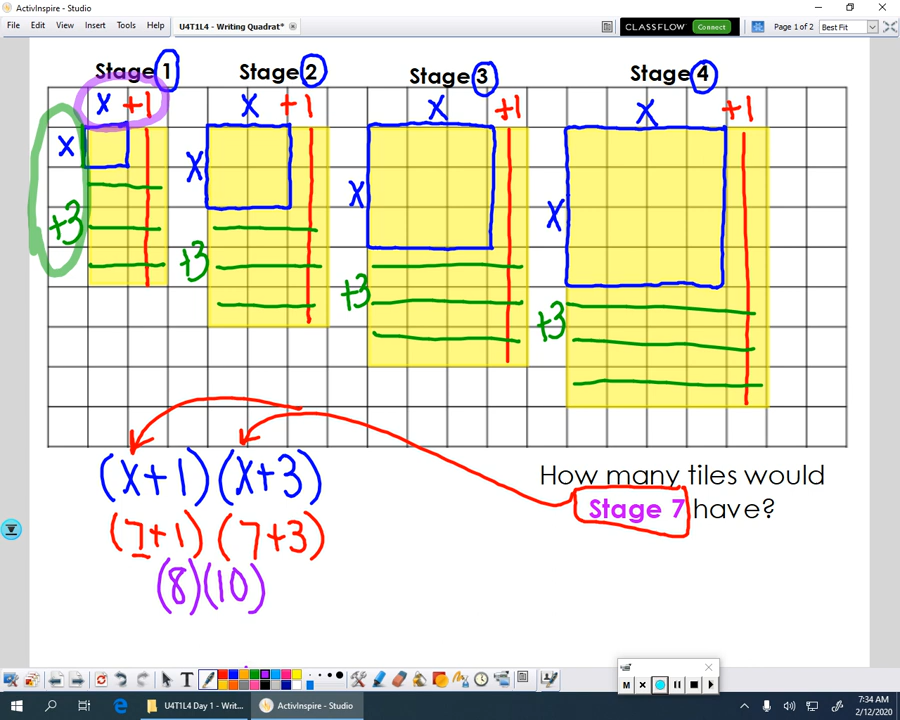 ActivInspire - Studio
File Edit View Insert Tools Help
U4T1L4 - Writing Quadrat*
CLASSFLOW Connect
Page 1 of 2
Best Fit
Stage 1
Stage 2
Stage 3
Stage 4
x +1
x +1
x +1
x +1
x
x
x
x
+3
+3
+3
+3
(x+1)(x+3)
(7+1)(7+3)
(8)(10)
How many tiles would
Stage 7 have?
T
M
U4T1L4 Day 1 - Writ...
ActivInspire - Studio
7:34 AM
2/12/2020